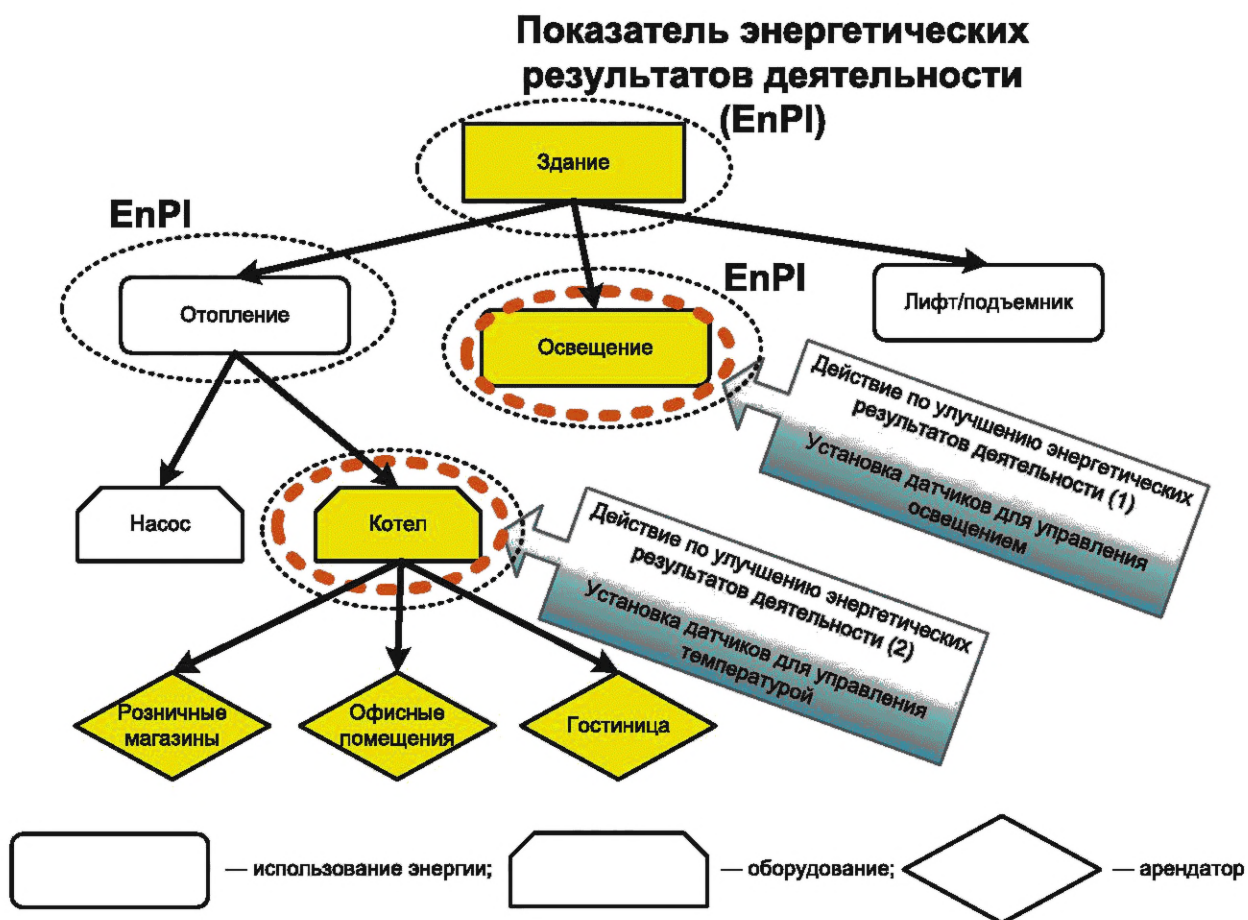 Показатель энергетических
результатов деятельности
(EnPI)
Здание
EnPI
Отопление
EnPI
Освещение
Лифт/подъемник
Действие по улучшению энергетических
результатов деятельности (1)
Установка датчиков для управления
освещением
Насос
Котел
Действие по улучшению энергетических
результатов деятельности (2)
Установка датчиков для управления
температурой
Розничные
магазины
Офисные
помещения
Гостиница
— использование энергии;
— оборудование;
— арендатор